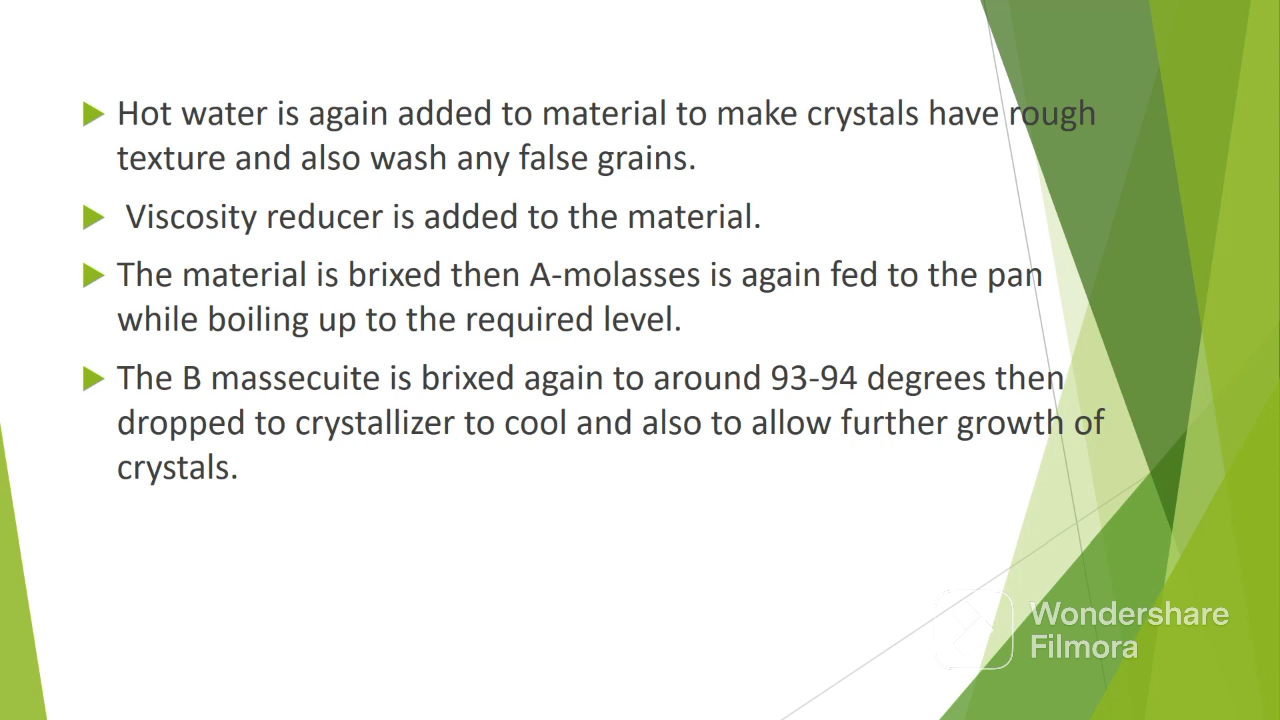 Hot water is again added to material to make crystals have rough
texture and also wash any false grains.
Viscosity reducer is added to the material.
The material is brixed then A-molasses is again fed to the pan
while boiling up to the required level.
The B massecuite is brixed again to around 93-94 degrees then
dropped to crystallizer to cool and also to allow further growth of
crystals.
Wondershare
Filmora